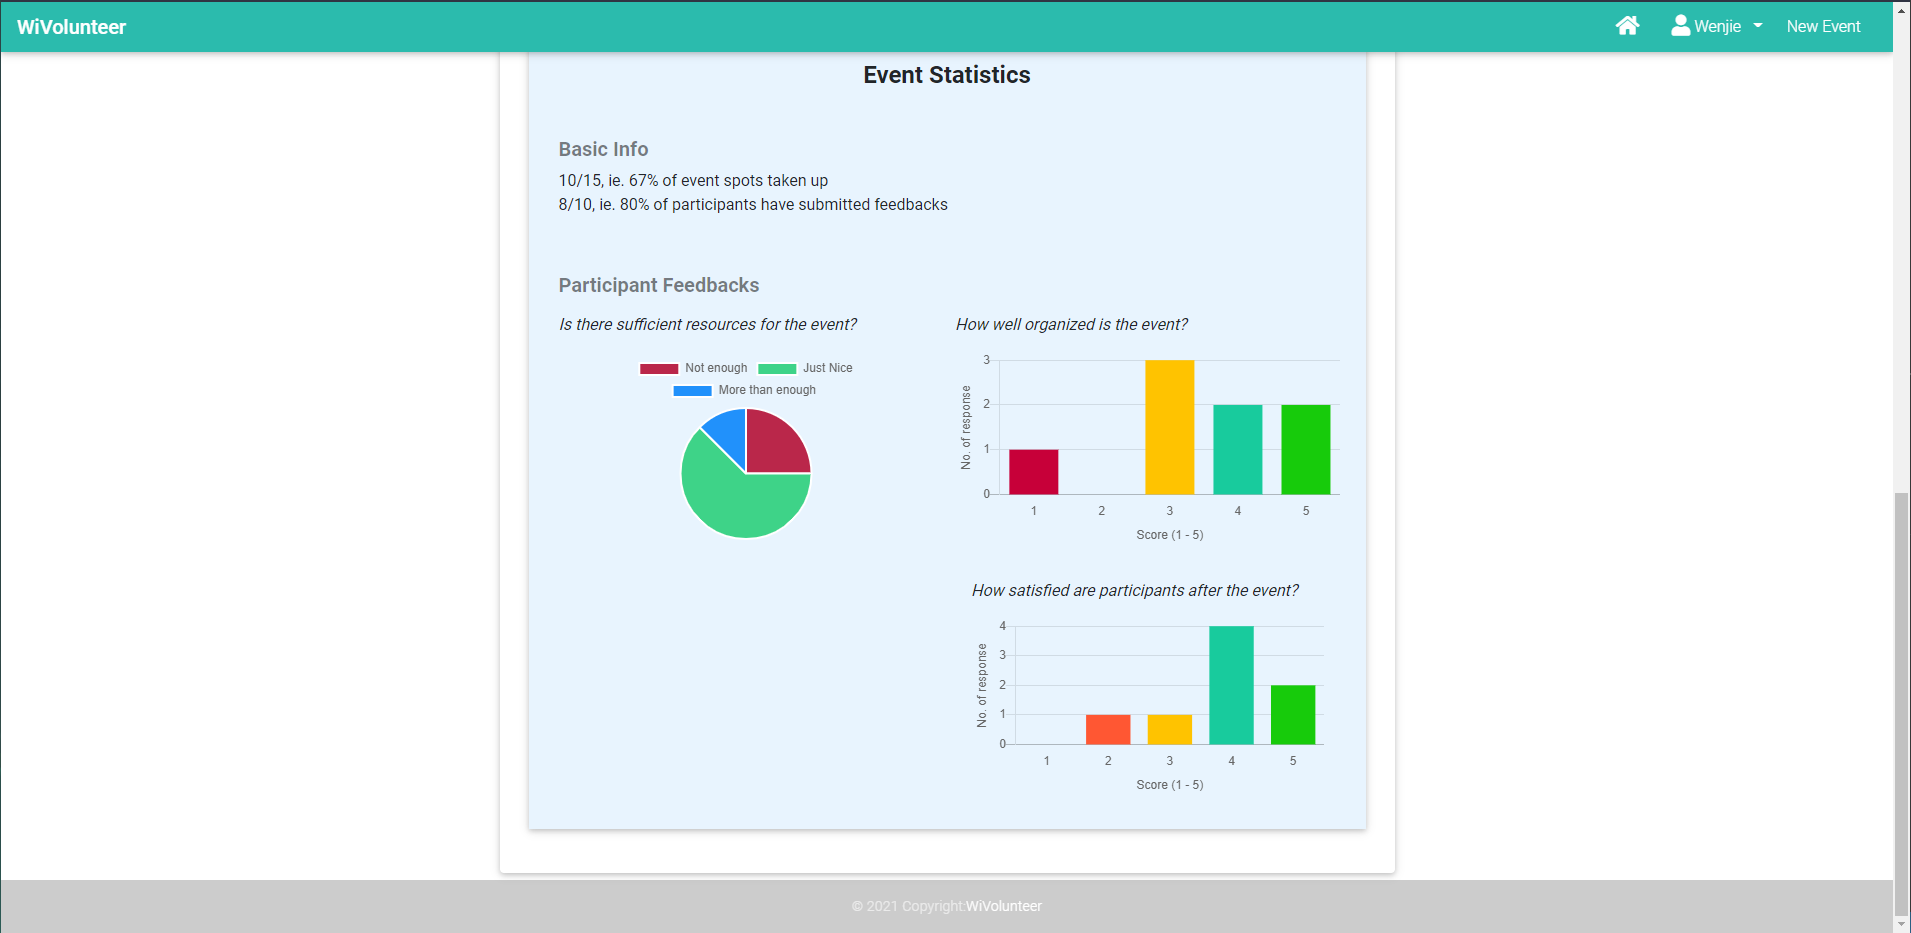 WiVolunteer
Wenjie
New Event
Event Statistics
Basic Info
10/15, ie. 67% of event spots taken up
8/10, ie. 80% of participants have submitted feedbacks
Participant Feedbacks
Is there sufficient resources for the event?
Not enough
Just Nice
More than enough
How well organized is the event?
3
2
1
0
No. of response
1 2 3 4 5
Score (1 - 5)
How satisfied are participants after the event?
4
3
2
1
0
No. of response
1 2 3 4 5
Score (1 - 5)
© 2021 Copyright:WiVolunteer